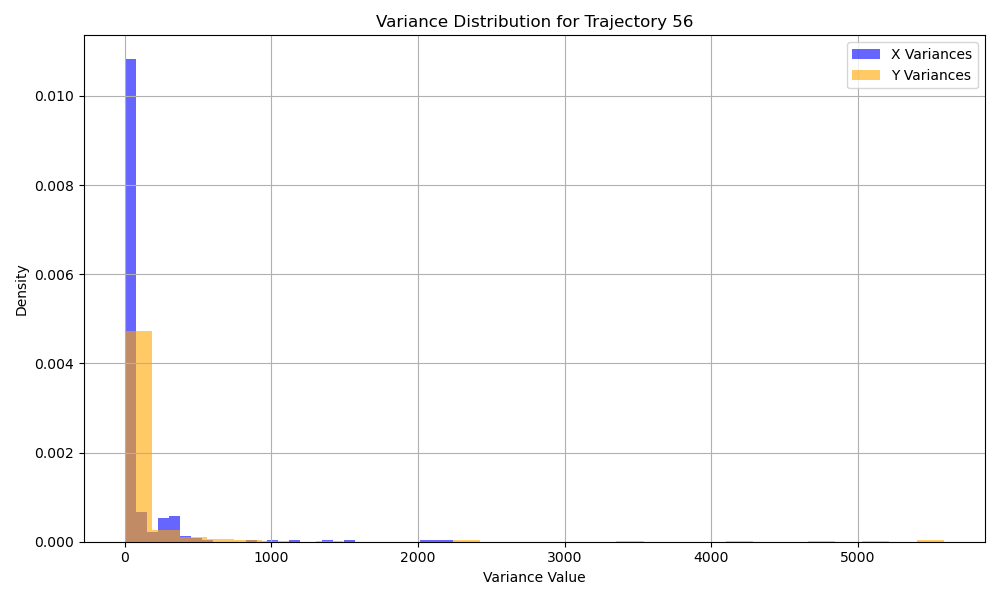 Variance Distribution for Trajectory 56
X Variances
Y Variances
Density
0.010
0.008
0.006
0.004
0.002
0.000
0 1000 2000 3000 4000 5000
Variance Value